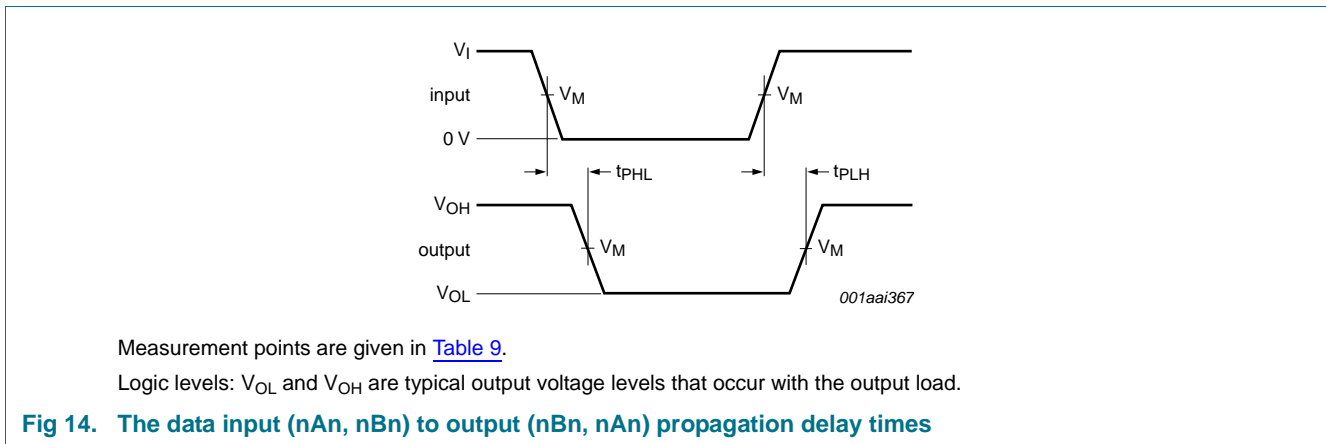 VI
input
VM
VM
0 V
tPHL
tPLH
VOH
output
VM
VM
VOL
001aai367
Measurement points are given in Table 9.
Logic levels: VOL and VOH are typical output voltage levels that occur with the output load.
Fig 14. The data input (nAn, nBn) to output (nBn, nAn) propagation delay times